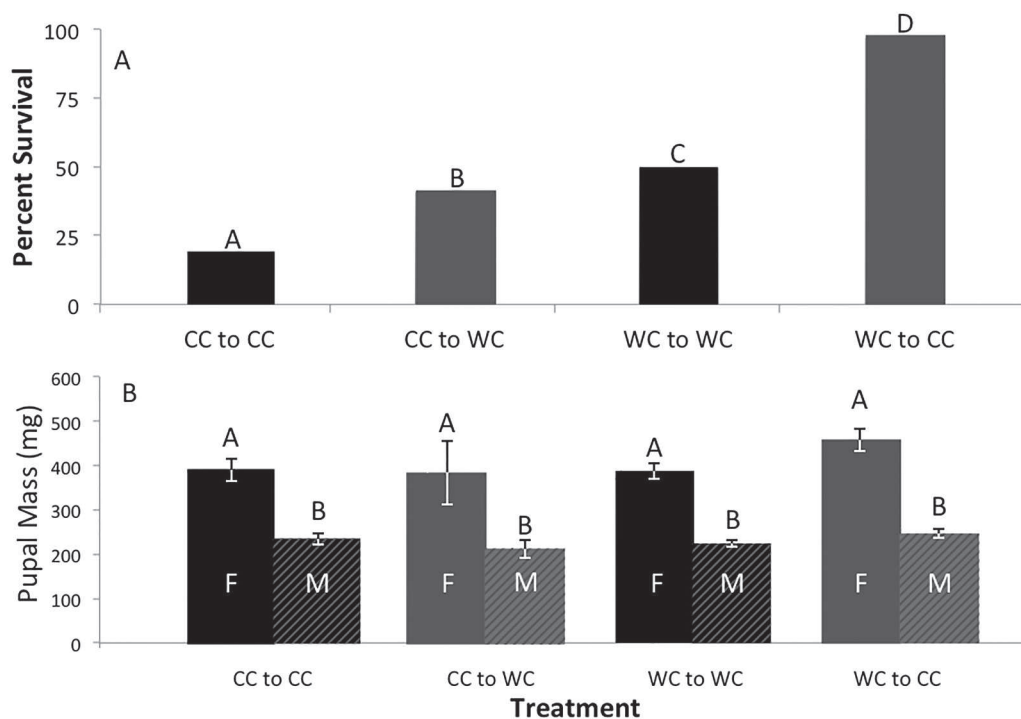 100
A
D
75
C
50
B
25
A
0
Percent Survival
CC to CC
CC to WC
WC to WC
WC to CC
600
B
500
A
A
A
A
400
300
B
B
B
B
200
F
M
F
M
F
M
F
M
100
0
Pupal Mass (mg)
CC to CC
CC to WC
WC to WC
WC to CC
Treatment